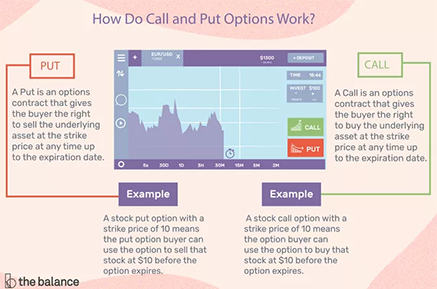 How Do Call and Put Options Work?
PUT
A Put is an options
contract that gives
the buyer the right
to sell the underlying
asset at the strike
price at any time up
to the expiration date.
EUR/USD
X
$1300
+ DEPOSIT
TIME 16:44
INVEST $100
CALL
PUT
5s 30D 1D 3H 30M 15M 5M 2M
CALL
A Call is an options
contract that gives
the buyer the right
to buy the underlying
asset at the strike
price at any time up
to the expiration date.
Example
A stock put option with a
strike price of 10 means
the put option buyer can
use the option to sell that
stock at $10 before the
option expires.
Example
A stock call option with a
strike price of 10 means
the option buyer can
use the option to buy that
stock at $10 before the
option expires.
the balance